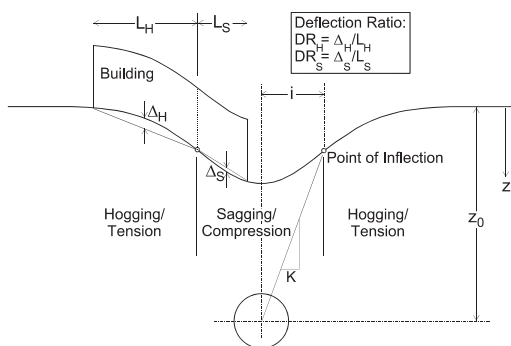 L_H
L_S
Deflection Ratio:
DR_H = Δ_H/L_H
DR_S = Δ_S/L_S
Building
i
Δ_H
Point of Inflection
Δ_S
z
Hogging/
Tension
Sagging/
Compression
Hogging/
Tension
z_0
K